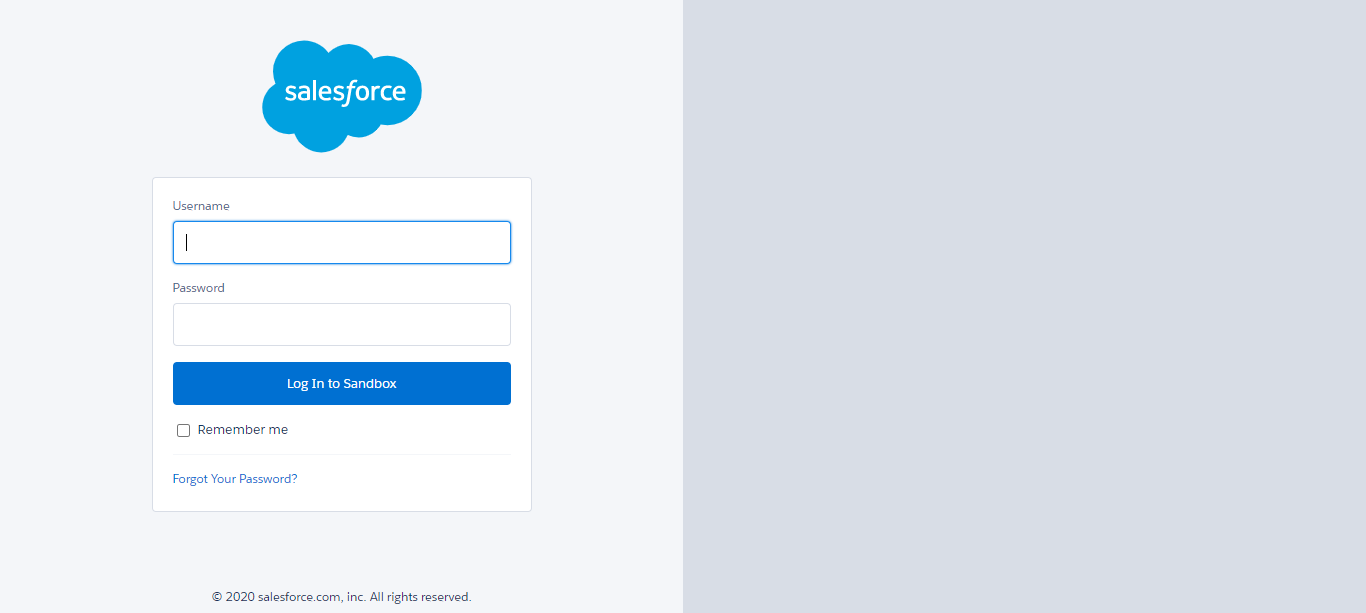 salesforce
Username
Password
Log In to Sandbox
Remember me
Forgot Your Password?
© 2020 salesforce.com, inc. All rights reserved.